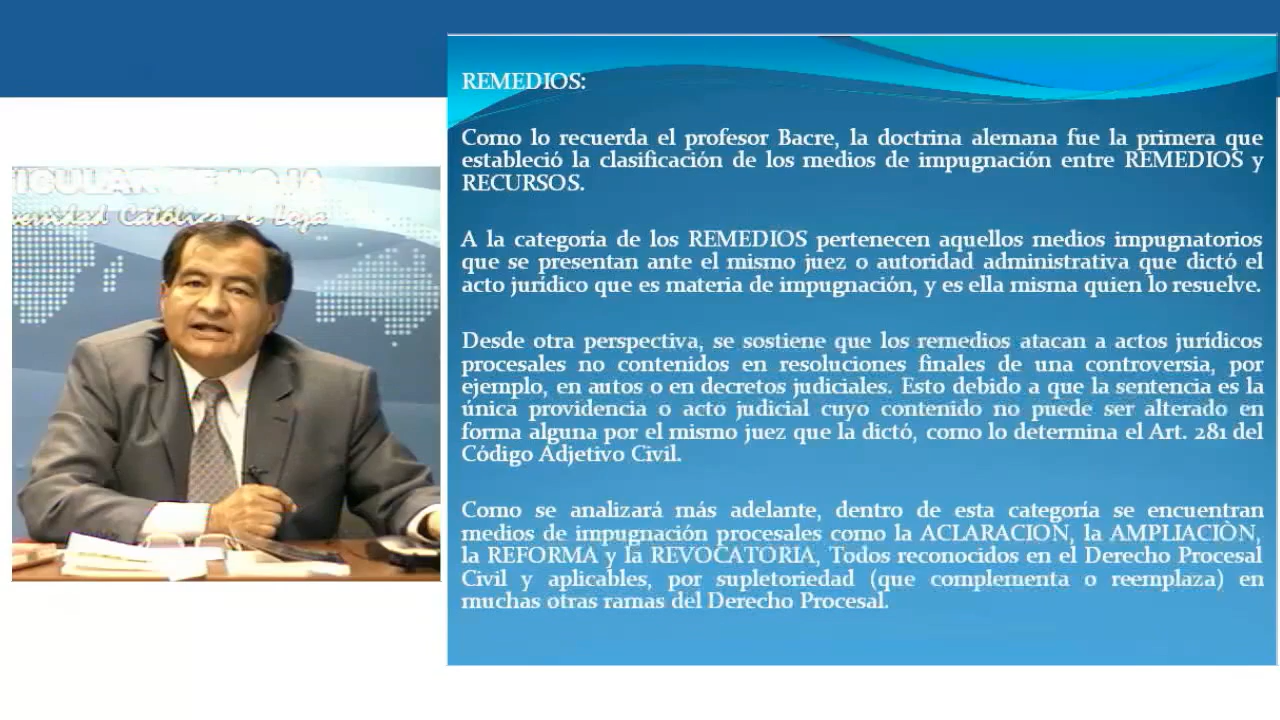 TICULAR DE LOJA
Católica de Loja
REMEDIOS:
Como lo recuerda el profesor Bacre, la doctrina alemana fue la primera que
estableció la clasificación de los medios de impugnación entre REMEDIOS y
RECURSOS.
A la categoría de los REMEDIOS pertenecen aquellos medios impugnatorios
que se presentan ante el mismo juez o autoridad administrativa que dictó el
acto jurídico que es materia de impugnación, y es ella misma quien lo resuelve.
Desde otra perspectiva, se sostiene que los remedios atacan a actos jurídicos
procesales no contenidos en resoluciones finales de una controversia, por
ejemplo, en autos o en decretos judiciales. Esto debido a que la sentencia es la
única providencia o acto judicial cuyo contenido no puede ser alterado en
forma alguna por el mismo juez que la dictó, como lo determina el Art. 281 del
Código Adjetivo Civil.
Como se analizará más adelante, dentro de esta categoría se encuentran
medios de impugnación procesales como la ACLARACION, la AMPLIACIÒN,
la REFORMA y la REVOCATORIA, Todos reconocidos en el Derecho Procesal
Civil y aplicables, por supletoriedad (que complementa o reemplaza) en
muchas otras ramas del Derecho Procesal.